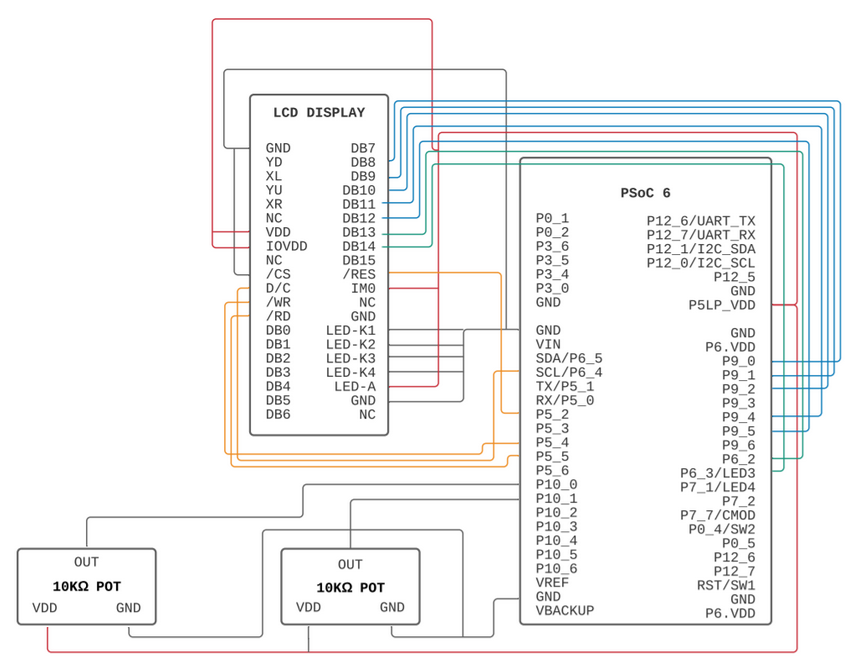 LCD DISPLAY
GND DB7
YD DB8
XL DB9
YU DB10
XR DB11
NC DB12
VDD DB13
IOVDD DB14
NC DB15
/CS /RES
D/C IM0
/WR NC
/RD GND
DB0 LED-K1
DB1 LED-K2
DB2 LED-K3
DB3 LED-K4
DB4 LED-A
DB5 GND
DB6 NC
PSoC 6
P0_1 P12_6/UART_TX
P0_2 P12_7/UART_RX
P3_6 P12_1/I2C_SDA
P3_5 P12_0/I2C_SCL
P3_4 P12_5
P3_0 GND
GND P5LP_VDD
GND GND
VIN P6.VDD
SDA/P6_5 P9_0
SCL/P6_4 P9_1
TX/P5_1 P9_2
RX/P5_0 P9_3
P5_2 P9_4
P5_3 P9_5
P5_4 P9_6
P5_5 P6_2
P5_6 P6_3/LED3
P10_0 P7_1/LED4
P10_1 P7_2
P10_2 P7_7/CMOD
P10_3 P0_4/SW2
P10_4 P0_5
P10_5 P12_6
P10_6 P12_7
VREF RST/SW1
GND GND
VBACKUP P6.VDD
OUT
10KΩ POT
VDD GND
OUT
10KΩ POT
VDD GND